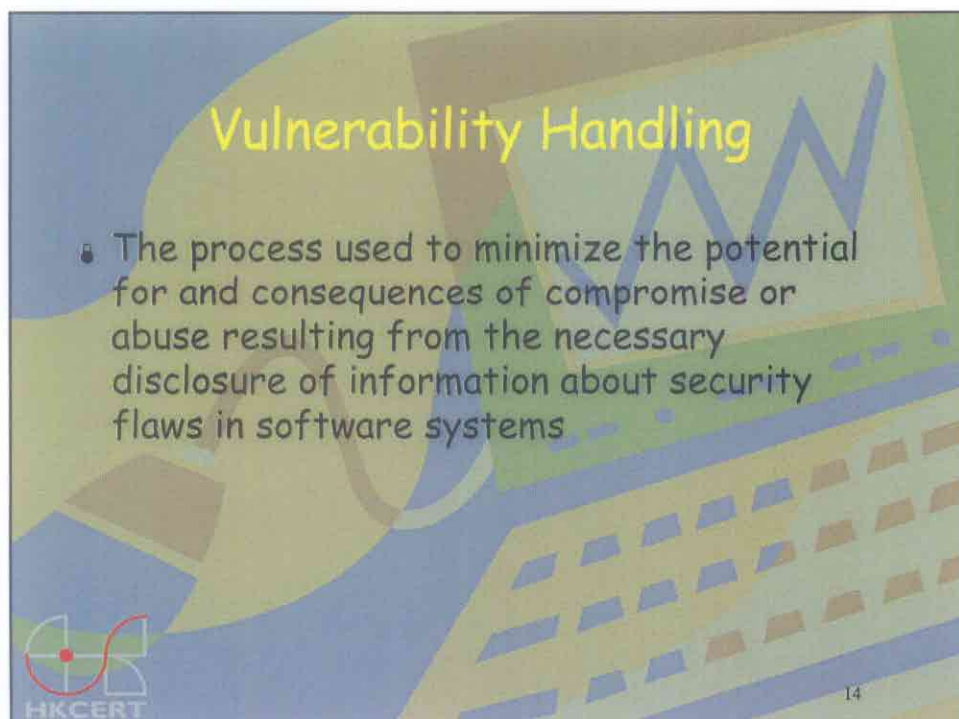 Vulnerability Handling
The process used to minimize the potential
for and consequences of compromise or
abuse resulting from the necessary
disclosure of information about security
flaws in software systems
HKCERT
14